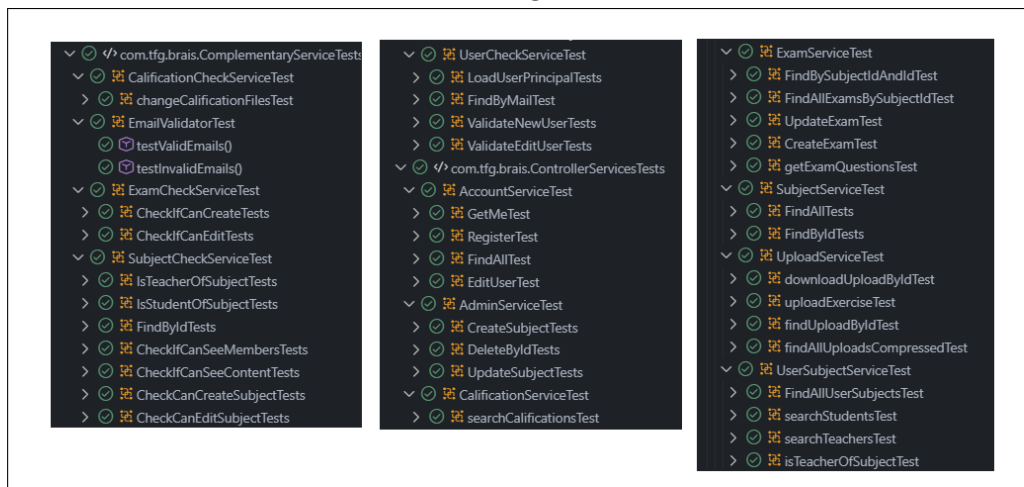 com.tfg.brais.ComplementaryServiceTests
CalificationCheckServiceTest
changeCalificationFilesTest
EmailValidatorTest
testValidEmails()
testInvalidEmails()
ExamCheckServiceTest
CheckIfCanCreateTests
CheckIfCanEditTests
SubjectCheckServiceTest
IsTeacherOfSubjectTests
IsStudentOfSubjectTests
FindByIdTests
CheckIfCanSeeMembersTests
CheckIfCanSeeContentTests
CheckCanCreateSubjectTests
CheckCanEditSubjectTests
UserCheckServiceTest
LoadUserPrincipalTests
FindByMailTest
ValidateNewUserTests
ValidateEditUserTests
com.tfg.brais.ControllerServicesTests
AccountServiceTest
GetMeTest
RegisterTest
FindAllTest
EditUserTest
AdminServiceTest
CreateSubjectTests
DeleteByIdTests
UpdateSubjectTests
CalificationServiceTest
searchCalificationsTest
ExamServiceTest
FindBySubjectIdAndIdTest
FindAllExamsBySubjectIdTest
UpdateExamTest
CreateExamTest
getExamQuestionsTest
SubjectServiceTest
FindAllTests
FindByIdTests
UploadServiceTest
downloadUploadByIdTest
uploadExerciseTest
findUploadByIdTest
findAllUploadsCompressedTest
UserSubjectServiceTest
FindAllUserSubjectsTest
searchStudentsTest
searchTeachersTest
isTeacherOfSubjectTest